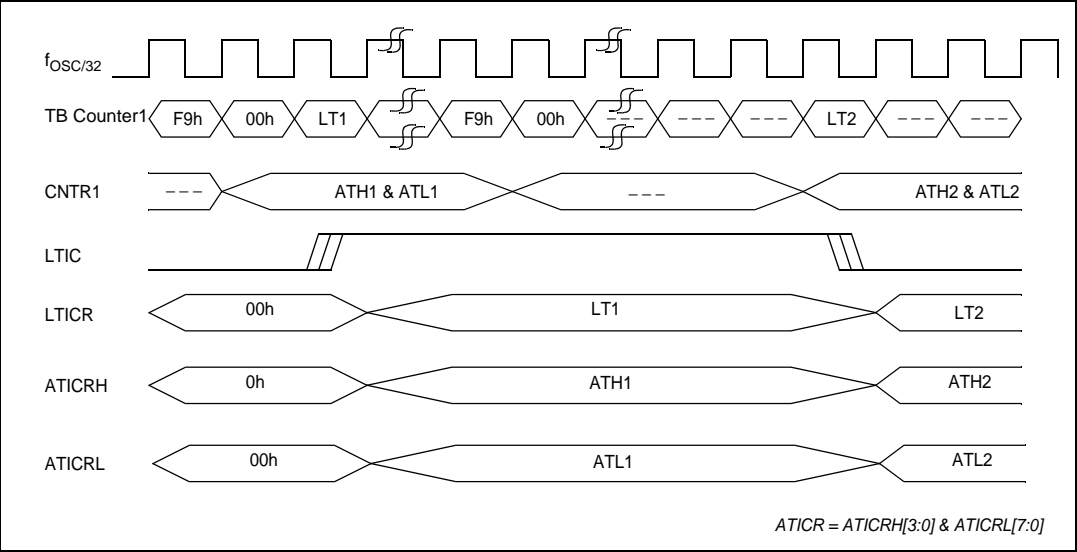 fOSC/32
TB Counter1 F9h 00h LT1 F9h 00h --- --- --- LT2 --- ---
CNTR1 --- ATH1 & ATL1 --- ATH2 & ATL2
LTIC
LTICR 00h LT1 LT2
ATICRH 0h ATH1 ATH2
ATICRL 00h ATL1 ATL2
ATICR = ATICRH[3:0] & ATICRL[7:0]